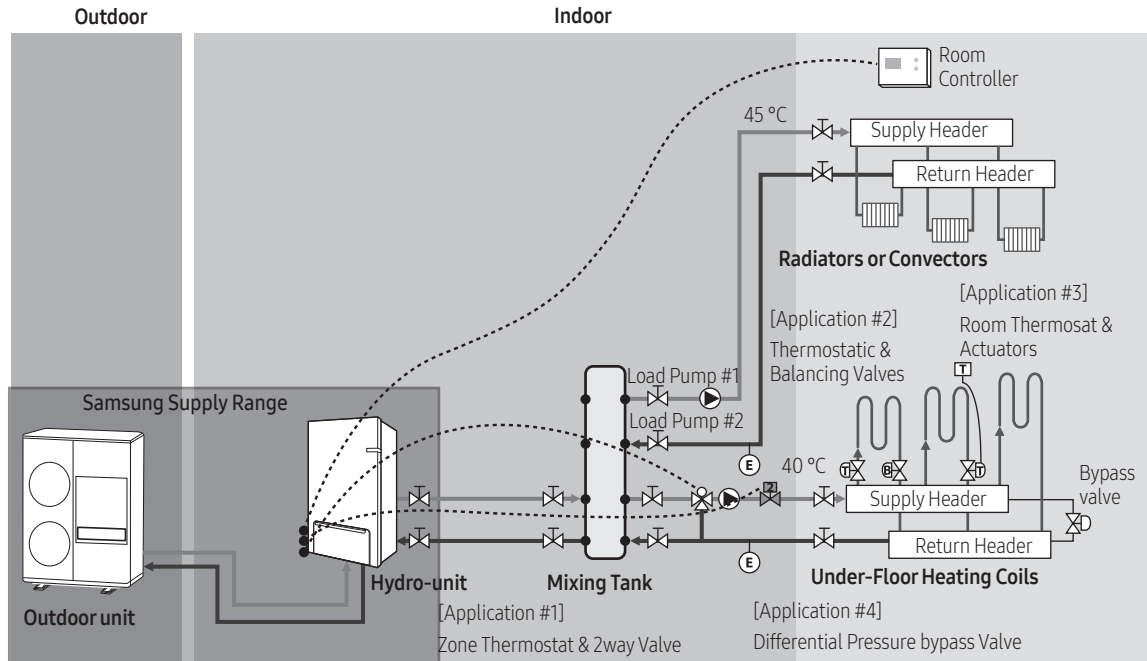 Outdoor
Indoor
Room
Controller
45 °C
Supply Header
Return Header
Radiators or Convectors
[Application #3]
Room Thermosat &
Actuators
[Application #2]
Thermostatic &
Balancing Valves
T
Load Pump #1
Samsung Supply Range
Load Pump #2
E
40 °C
T
B
T
Bypass
valve
2
Supply Header
Return Header
E
Hydro-unit
Mixing Tank
Under-Floor Heating Coils
Outdoor unit
[Application #1]
Zone Thermostat & 2way Valve
[Application #4]
Differential Pressure bypass Valve